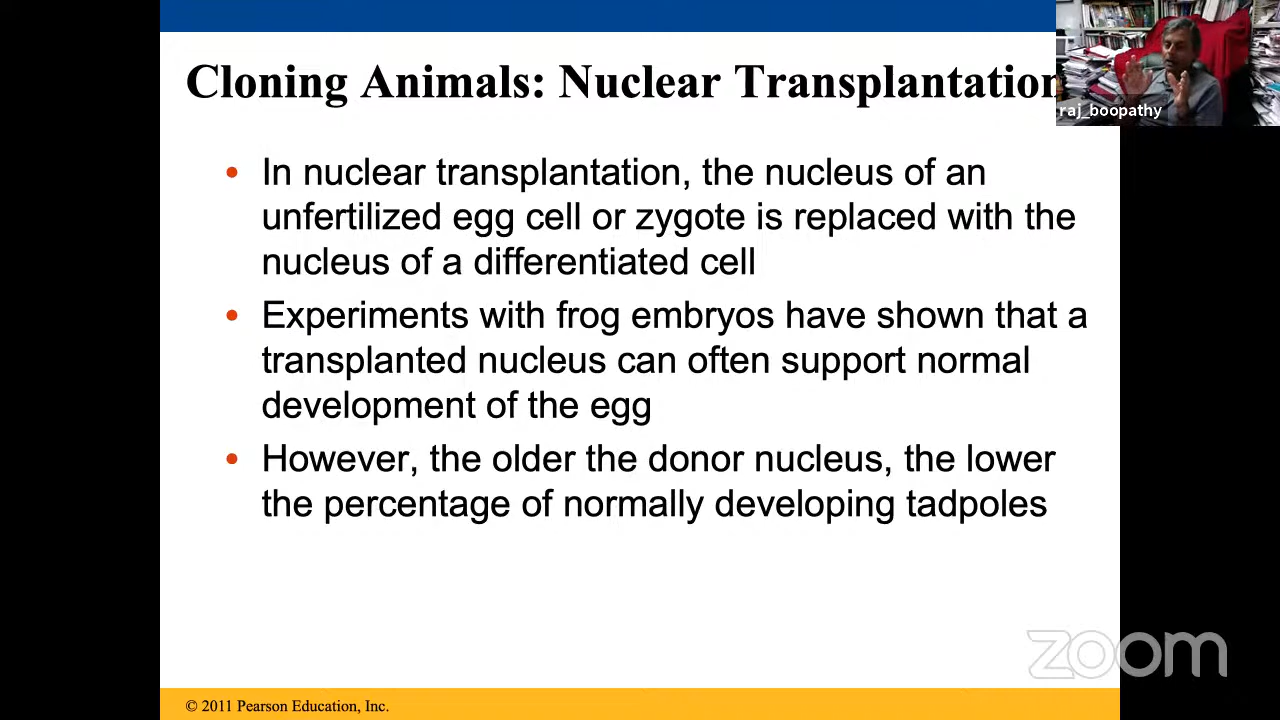 Cloning Animals: Nuclear Transplantation
raj_boopathy
• In nuclear transplantation, the nucleus of an
unfertilized egg cell or zygote is replaced with the
nucleus of a differentiated cell
• Experiments with frog embryos have shown that a
transplanted nucleus can often support normal
development of the egg
• However, the older the donor nucleus, the lower
the percentage of normally developing tadpoles
zoom
© 2011 Pearson Education, Inc.